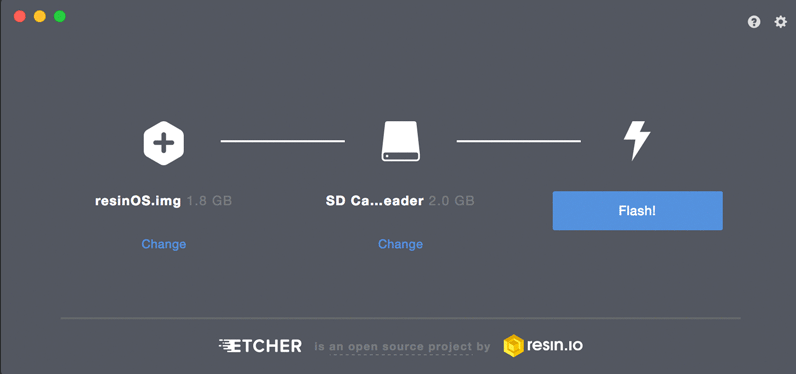 resinOS.img 1.8 GB
SD Ca...eader 2.0 GB
Flash!
Change
Change
ETCHER is an open source project by resin.io